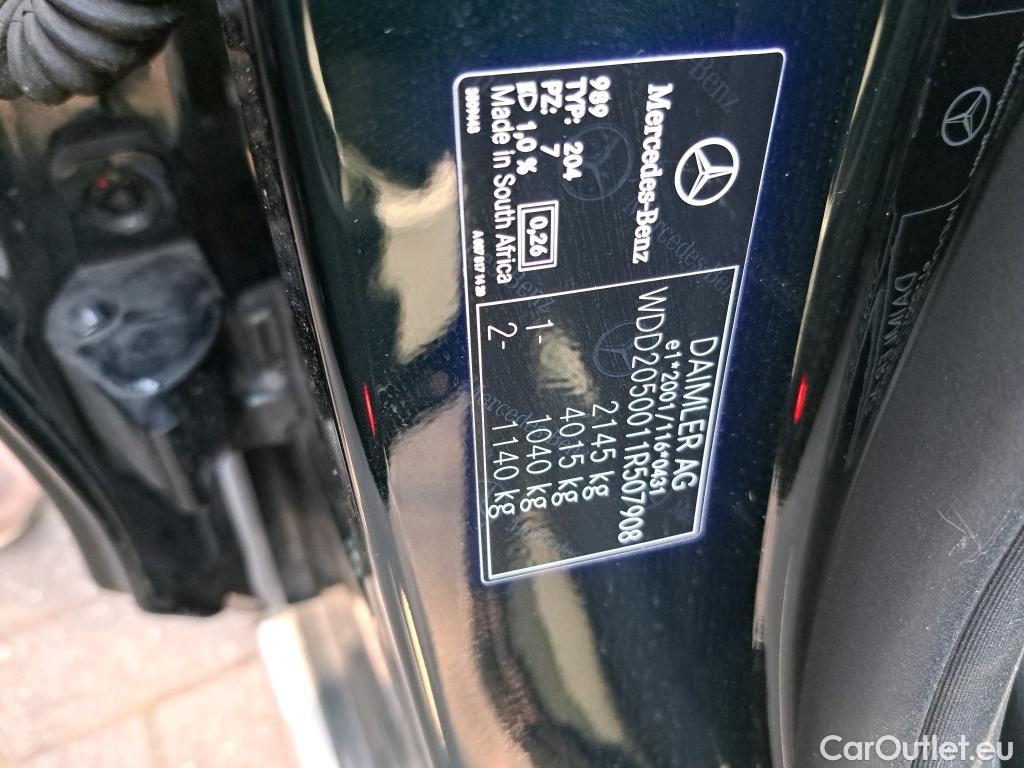 Mercedes-Benz
989
TYP: 204
PZ: 7
1,0 %
0,26
Made in South Africa
DAIMLER AG
e1*2001/116*0431
WDD2050011R507908
2145 kg
4015 kg
1- 1040 kg
2- 1140 kg
CarOutlet.eu